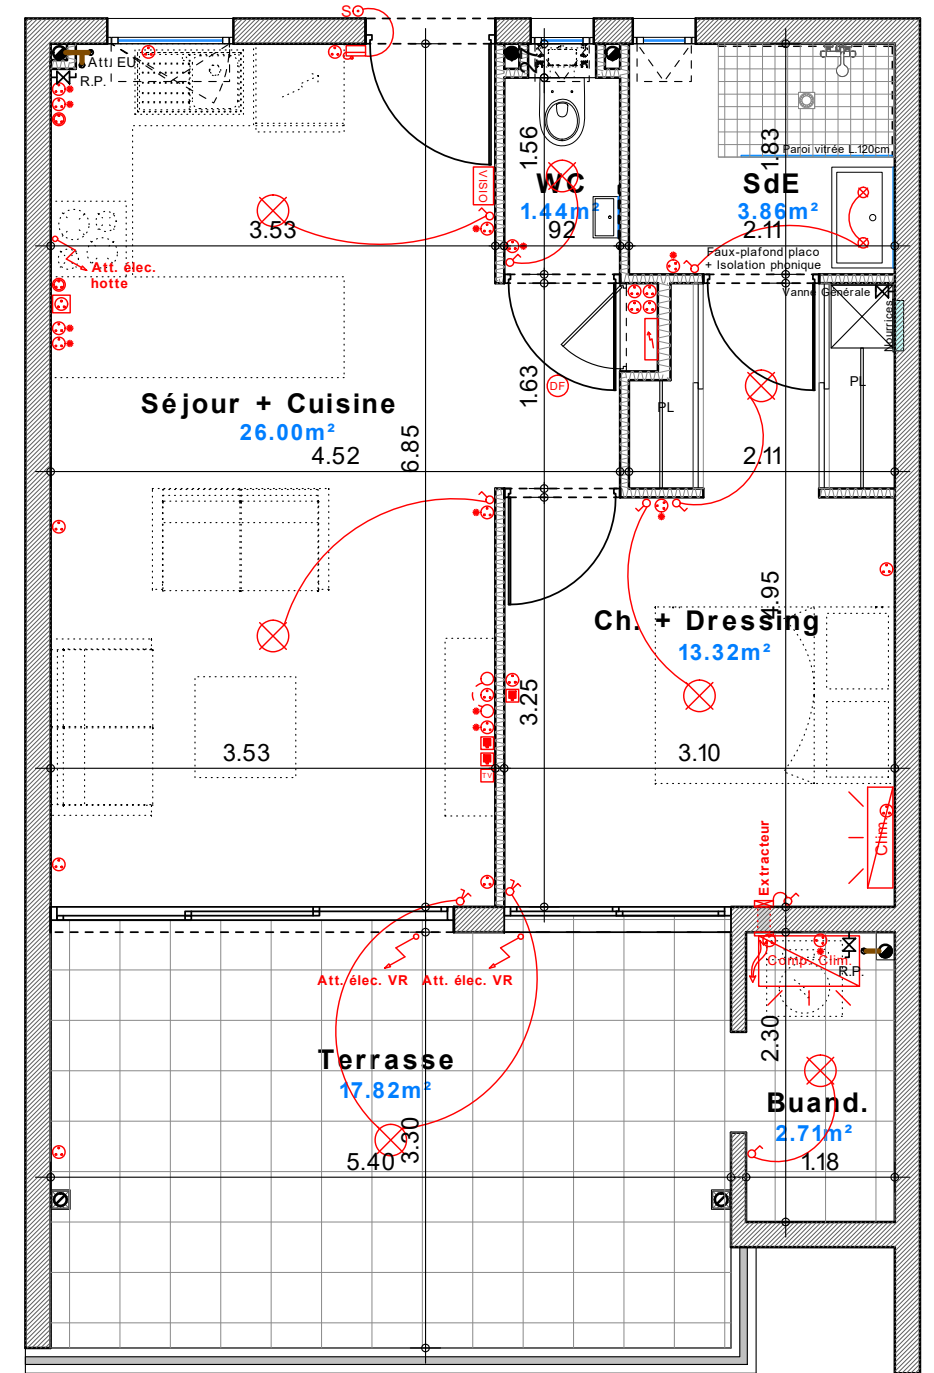 S
Att. EU
R.P.
27
1.56
1.83
Paroi vitrée L.120cm
VISIO
WC
1.44m²
92
SdE
3.86m²
2.11
3.53
Faux-plafond placo
Isolation phonique
Att. élec.
hotte
Vanne Générale
Nourrices
DF
1.63
PL
PL
Séjour + Cuisine
26.00m²
4.52
6.85
2.11
4.95
Ch. + Dressing
13.32m²
3.25
3.53
3.10
TV
Clim.
Extracteur
Comp. Clim.
R.P.
Att. élec. VR
Att. élec. VR
2.30
Terrasse
17.82m²
3.30
5.40
Buand.
2.71m²
1.18